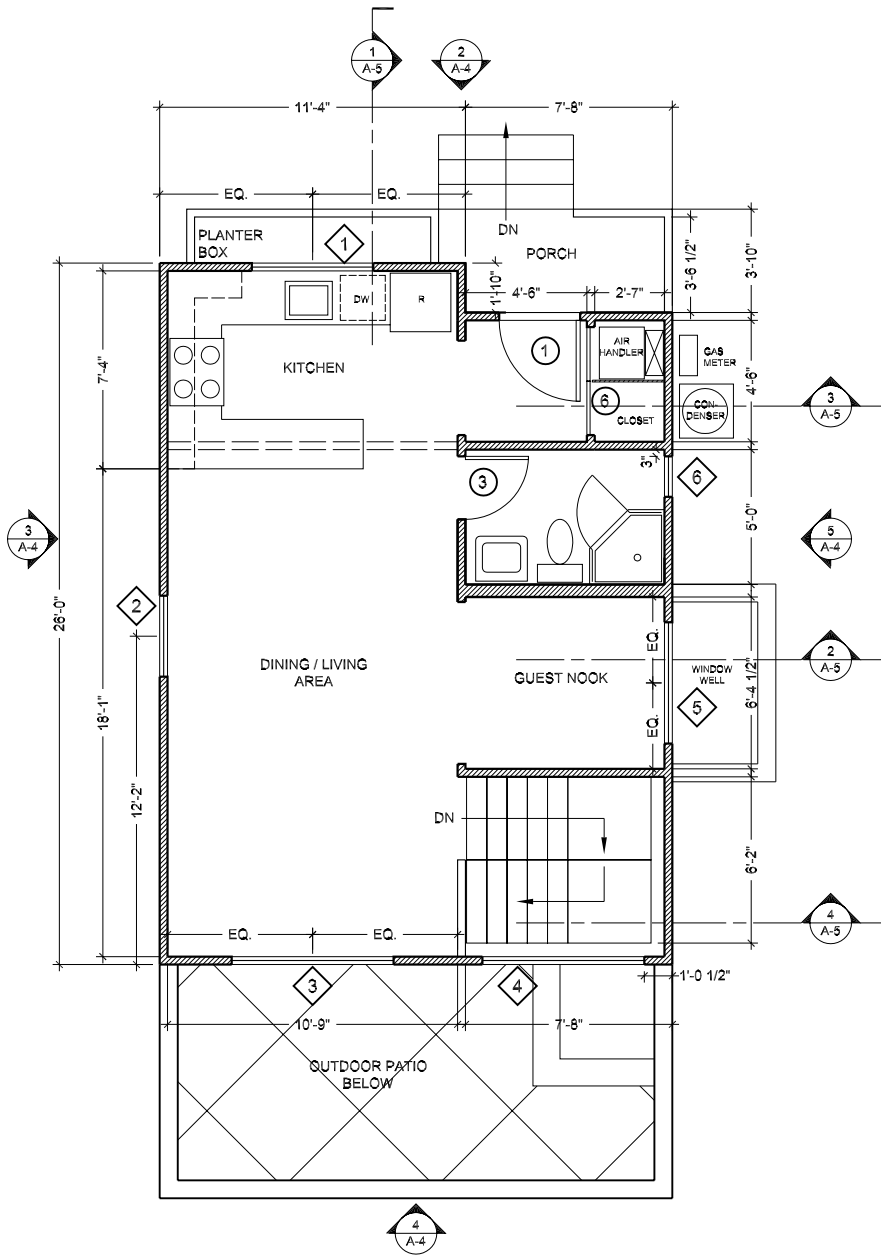 1
A-5
2
A-4
11'-4"
7'-8"
EQ.
EQ.
DN
PLANTER
BOX
1
PORCH
3'-6 1/2"
3'-10"
1'-10"
4'-6"
2'-7"
DW
R
KITCHEN
7'-4"
1
AIR
HANDLER
GAS
METER
4'-6"
6
CLOSET
CON-
DENSER
3
A-5
3"
3
6
5'-0"
3
A-4
5
A-4
26'-0"
2
DINING / LIVING
AREA
GUEST NOOK
EQ.
EQ.
WINDOW
WELL
6'-4 1/2"
2
A-5
5
18'-1"
12'-2"
DN
6'-2"
4
A-5
EQ.
EQ.
3
4
1'-0 1/2"
10'-9"
7'-8"
OUTDOOR PATIO
BELOW
4
A-4